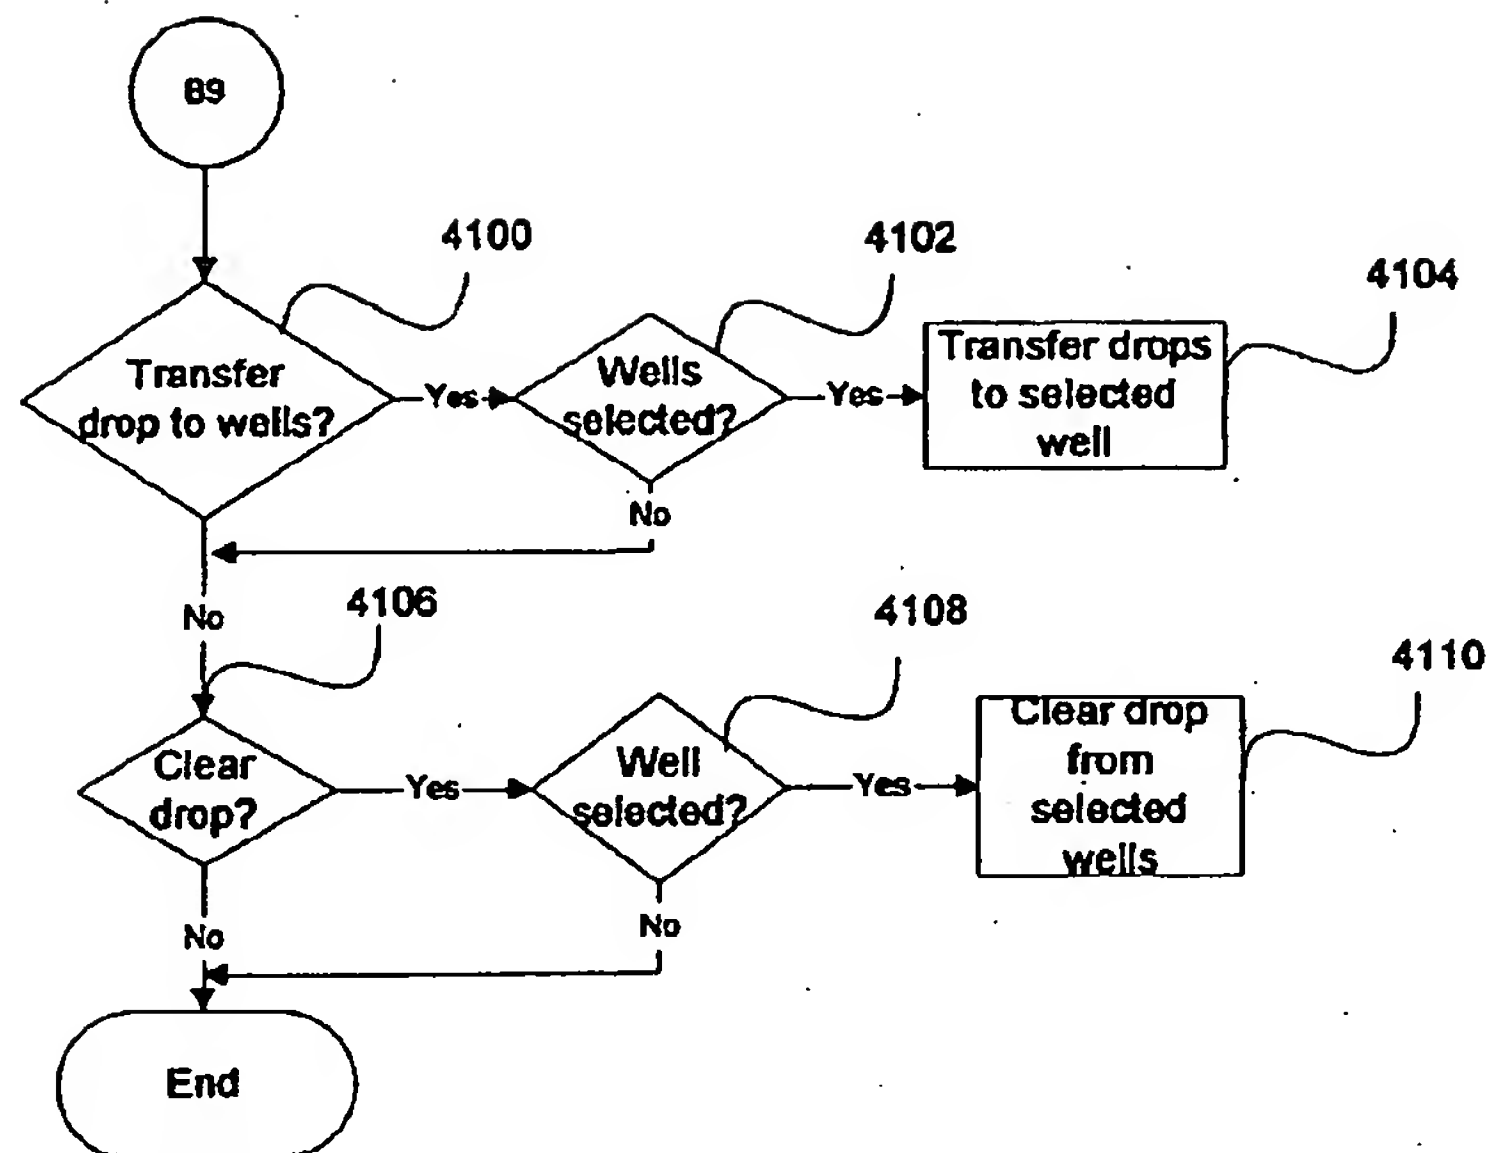 89
4100
4102
4104
Transfer
drop to wells?
Yes
Wells
selected?
Yes
Transfer drops
to selected
well
No
No
4106
4108
4110
Clear
drop?
Yes
Well
selected?
Yes
Clear drop
from
selected
wells
No
No
End